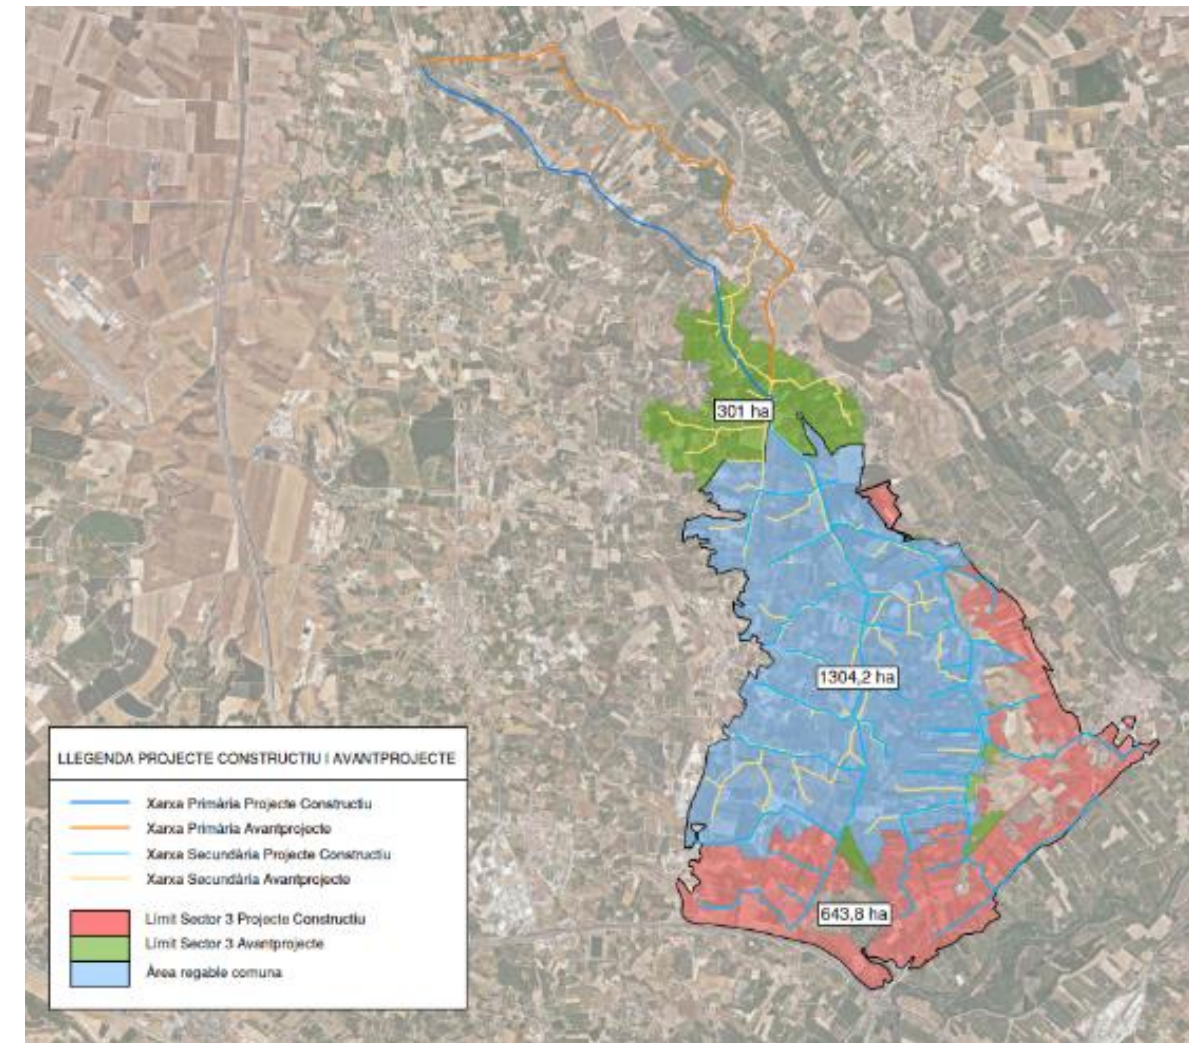 301 ha
1304,2 ha
643,8 ha
LLEGENDA PROJECTE CONSTRUCTIU I AVANTPROJECTE
Xarxa Primària Projecte Constructiu
Xarxa Primària Avantprojecte
Xarxa Secundària Projecte Constructiu
Xarxa Secundària Avantprojecte
Límit Sector 3 Projecte Constructiu
Límit Sector 3 Avantprojecte
Àrea regable comuna